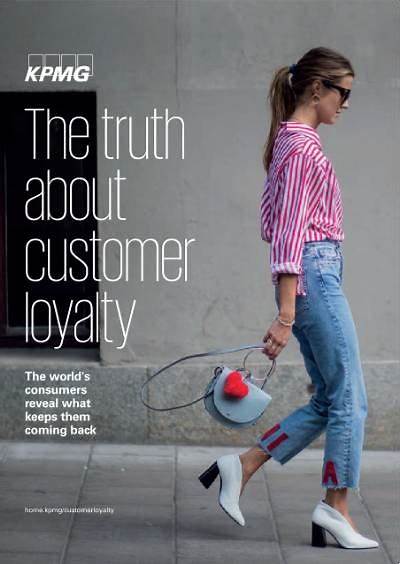 KPMG
The truth
about
customer
loyalty
The world's
consumers
reveal what
keeps them
coming back
home.kpmg/customerloyalty